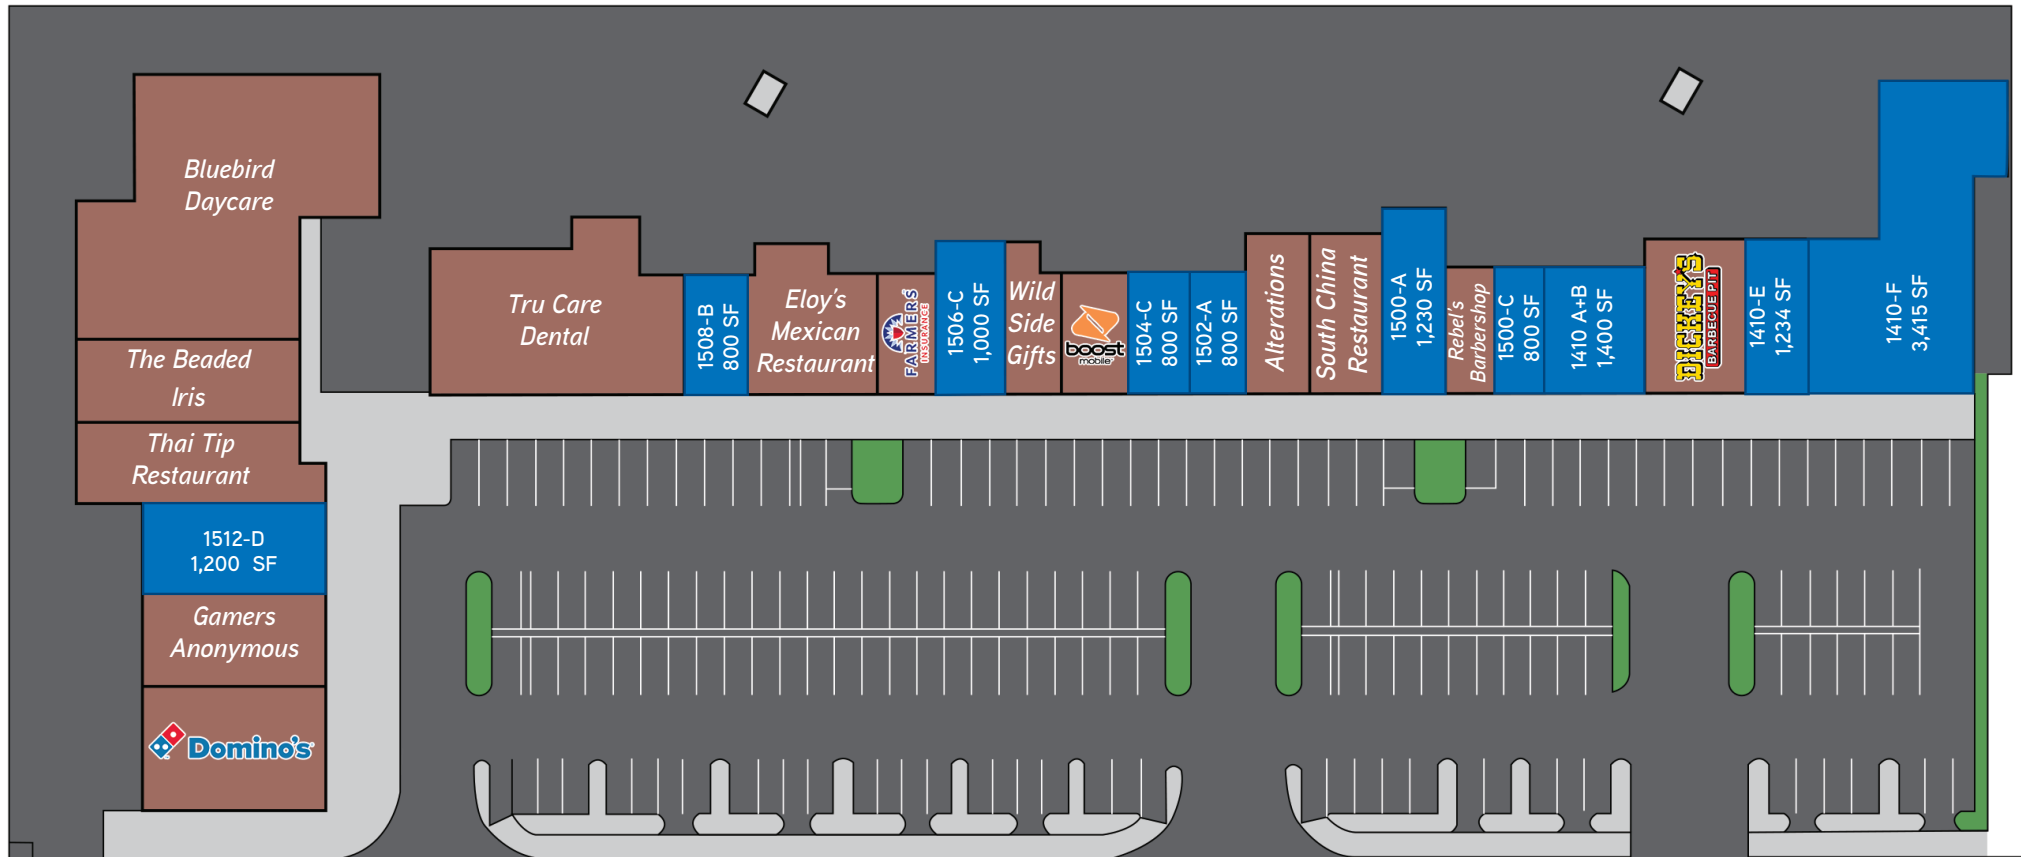 Bluebird
Daycare
The Beaded
Iris
Thai Tip
Restaurant
1512-D
1,200 SF
Gamers
Anonymous
Domino's
Tru Care
Dental
1508-B
800 SF
Eloy's
Mexican
Restaurant
FARMERS
INSURANCE
1506-C
1,000 SF
Wild
Side
Gifts
boost
mobile
1504-C
800 SF
1502-A
800 SF
Alterations
South China
Restaurant
1500-A
1,230 SF
Rebel's
Barbershop
1500-C
800 SF
1410 A+B
1,400 SF
DICKEY'S
BARBECUE PIT
1410-E
1,234 SF
1410-F
3,415 SF